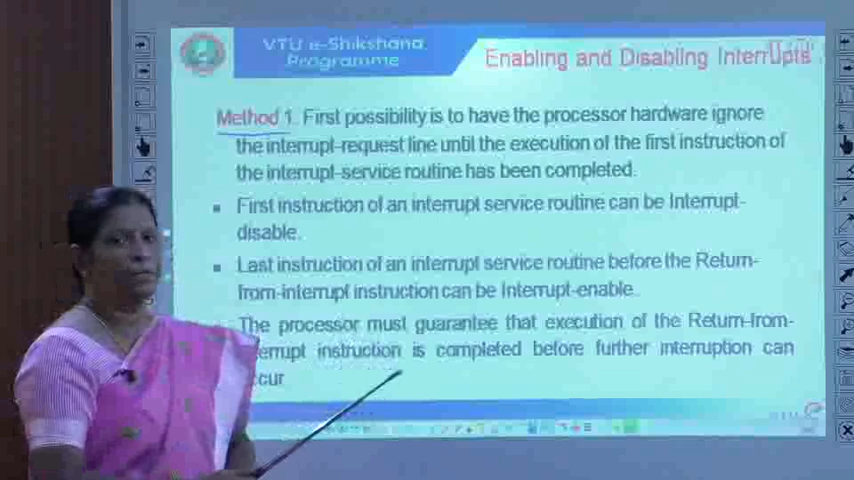 VTU e-Shikshana
Programme
Enabling and Disabling Interrupts
Method 1. First possibility is to have the processor hardware ignore
the interrupt-request line until the execution of the first instruction of
the interrupt-service routine has been completed.
First instruction of an interrupt service routine can be Interrupt-
disable.
Last instruction of an interrupt service routine before the Return-
from-interrupt instruction can be Interrupt-enable.
The processor must guarantee that execution of the Return-from-
errupt instruction is completed before further interruption can
ccur